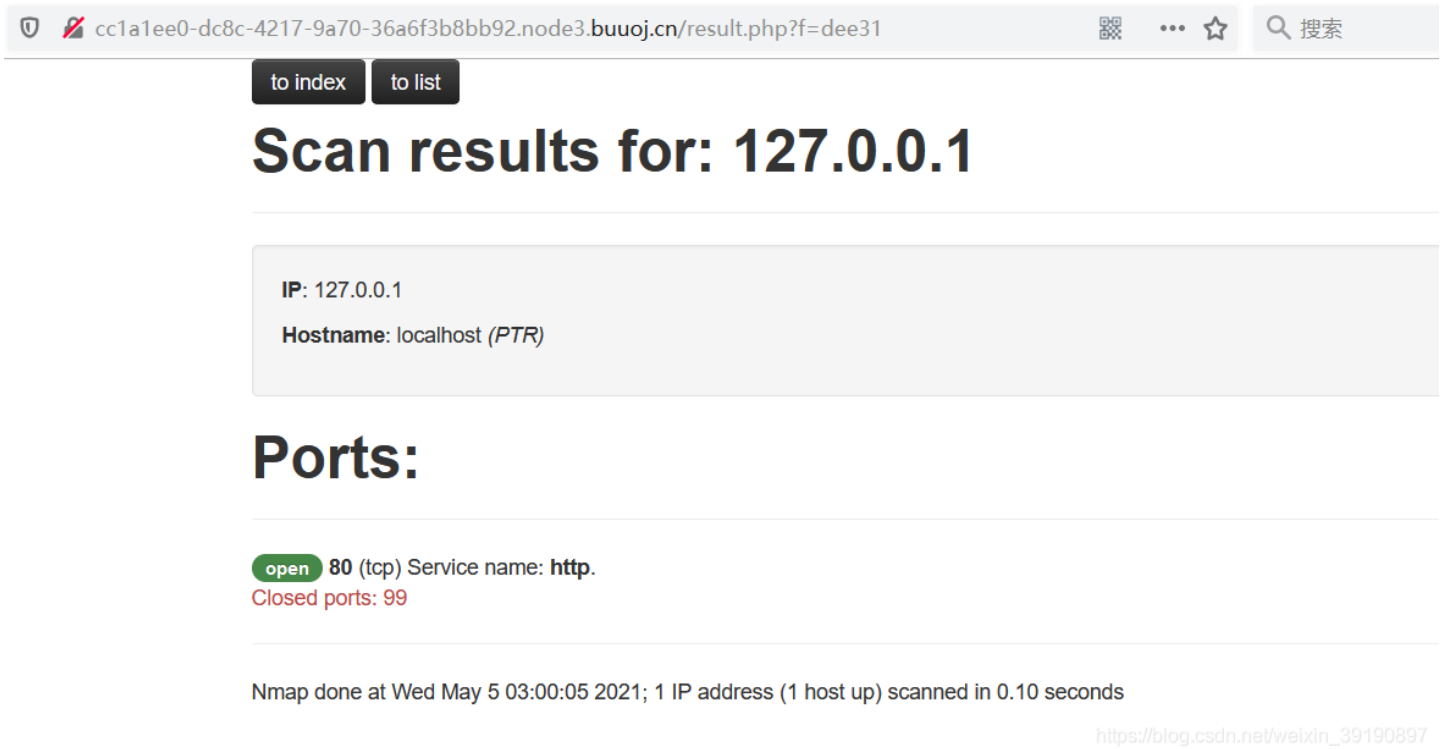 cc1a1ee0-dc8c-4217-9a70-36a6f3b8bb92.node3.buuoj.cn/result.php?f=dee31 搜索
to index to list
Scan results for: 127.0.0.1
IP: 127.0.0.1
Hostname: localhost (PTR)
Ports:
open 80 (tcp) Service name: http.
Closed ports: 99
Nmap done at Wed May 5 03:00:05 2021; 1 IP address (1 host up) scanned in 0.10 seconds
https://blog.csdn.net/weixin_39190897